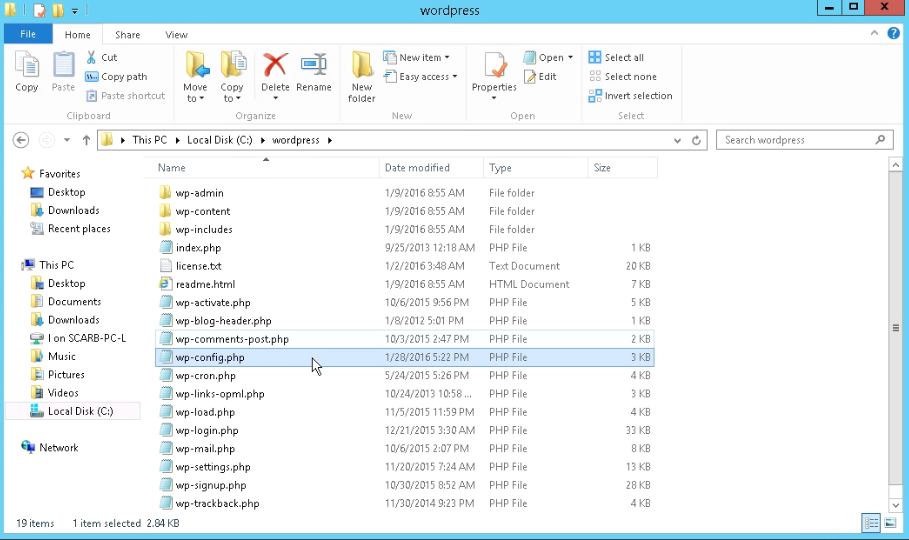 wordpress
File Home Share View
Copy
Paste
Cut
Copy path
Paste shortcut
Clipboard
Move to
Copy to
Delete
Rename
Organize
New folder
New item
Easy access
New
Properties
Open
Edit
Open
Select all
Select none
Invert selection
Select
This PC Local Disk (C:) wordpress
Search wordpress
Favorites
Desktop
Downloads
Recent places
This PC
Desktop
Documents
Downloads
I on SCARB-PC-L
Music
Pictures
Videos
Local Disk (C:)
Network
Name Date modified Type Size
wp-admin 1/9/2016 8:55 AM File folder
wp-content 1/9/2016 8:55 AM File folder
wp-includes 1/9/2016 8:55 AM File folder
index.php 9/25/2013 12:18 AM PHP File 1 KB
license.txt 1/2/2016 3:48 AM Text Document 20 KB
readme.html 1/9/2016 8:55 AM HTML Document 7 KB
wp-activate.php 10/6/2015 9:56 PM PHP File 5 KB
wp-blog-header.php 1/8/2012 5:01 PM PHP File 1 KB
wp-comments-post.php 10/3/2015 2:47 PM PHP File 2 KB
wp-config.php 1/28/2016 5:22 PM PHP File 3 KB
wp-cron.php 5/24/2015 5:26 PM PHP File 4 KB
wp-links-opml.php 10/24/2013 10:58 ... PHP File 3 KB
wp-load.php 11/5/2015 11:59 PM PHP File 4 KB
wp-login.php 12/21/2015 3:30 AM PHP File 33 KB
wp-mail.php 10/6/2015 2:07 PM PHP File 8 KB
wp-settings.php 11/20/2015 7:24 AM PHP File 13 KB
wp-signup.php 10/30/2015 8:52 AM PHP File 28 KB
wp-trackback.php 11/30/2014 9:23 PM PHP File 4 KB
19 items 1 item selected 2.84 KB